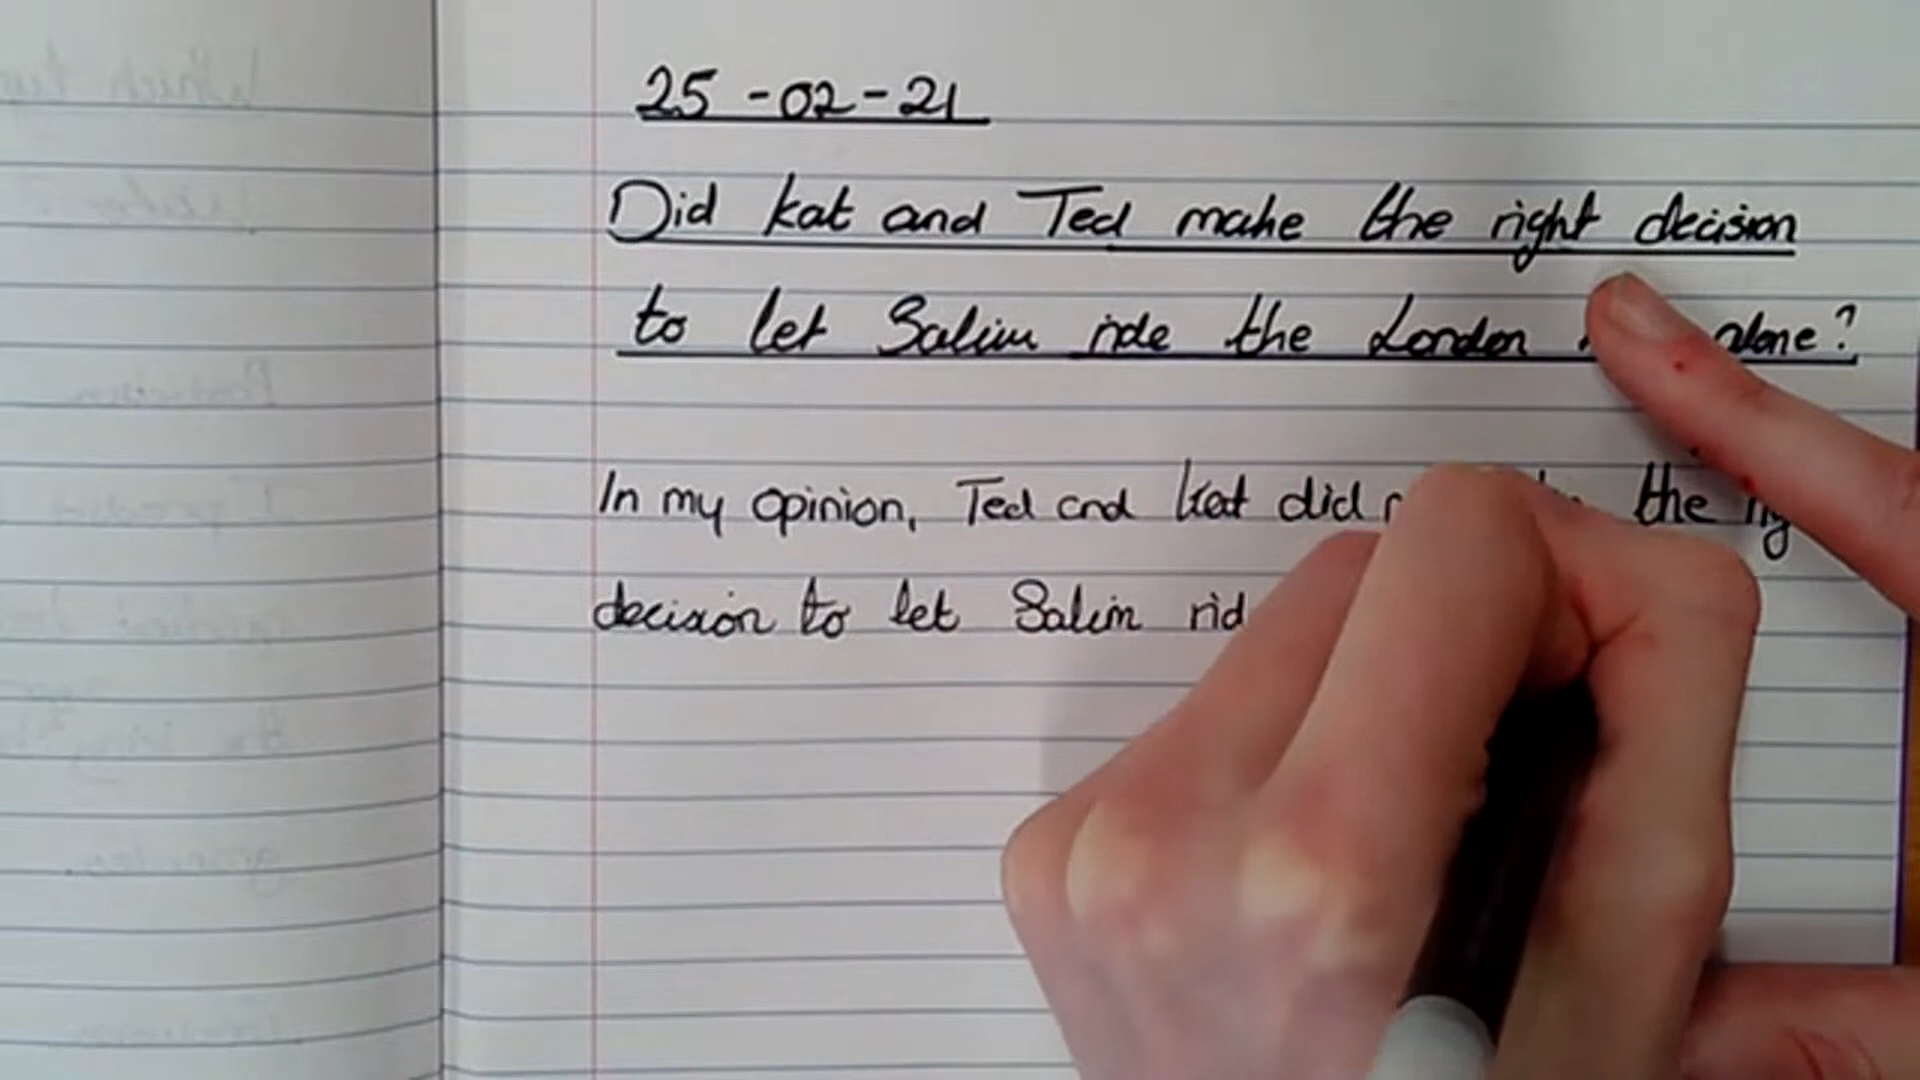 25-02-21
Did Kat and Ted make the right decision
to let Salim ride the London alone?
In my opinion, Ted and Kat did the
decision to let Salim rid